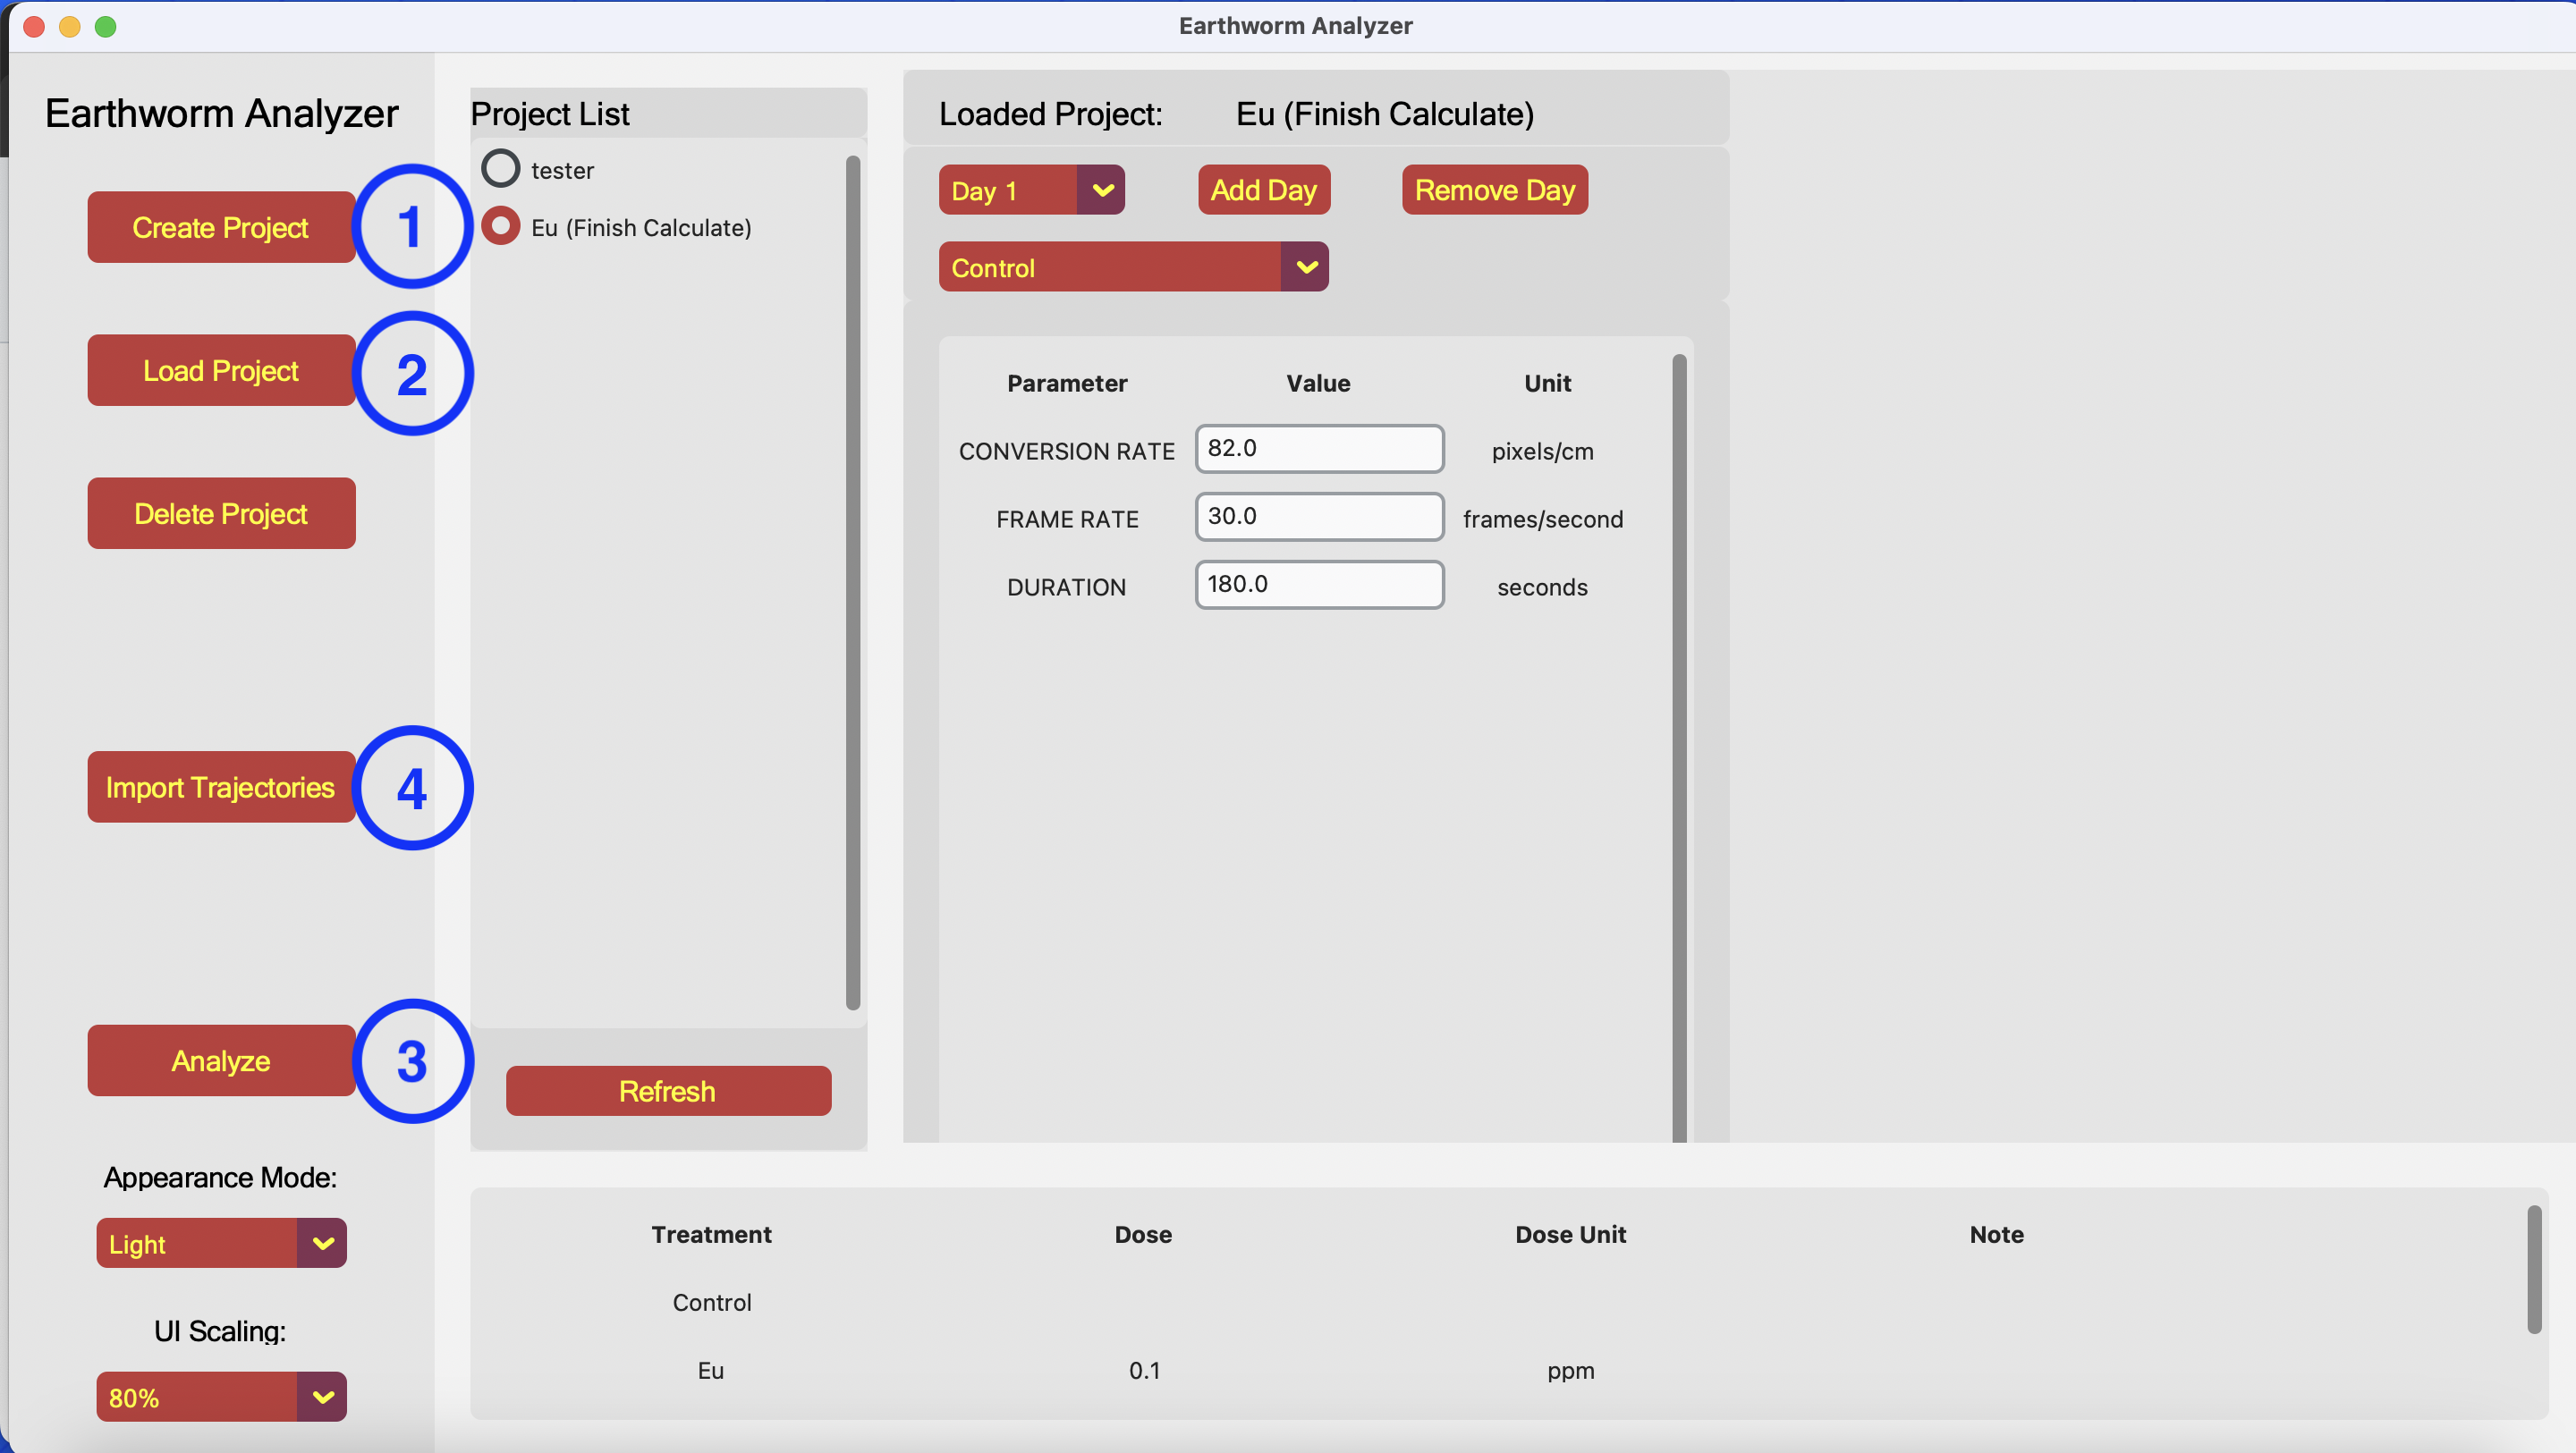 Earthworm Analyzer
Earthworm Analyzer
Create Project
1
Load Project
2
Delete Project
Import Trajectories
4
Analyze
3
Appearance Mode:
Light
UI Scaling:
80%
Project List
tester
Eu (Finish Calculate)
Refresh
Loaded Project: Eu (Finish Calculate)
Day 1 Add Day Remove Day
Control
Parameter Value Unit
CONVERSION RATE 82.0 pixels/cm
FRAME RATE 30.0 frames/second
DURATION 180.0 seconds
Treatment Dose Dose Unit Note
Control
Eu 0.1 ppm